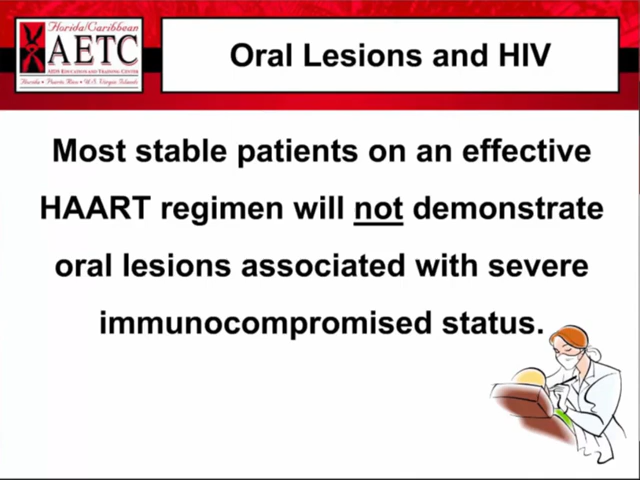 Florida/Caribbean
AETC
AIDS Education and Training Center
Florida • Puerto Rico • U.S. Virgin Islands
Oral Lesions and HIV
Most stable patients on an effective
HAART regimen will not demonstrate
oral lesions associated with severe
immunocompromised status.